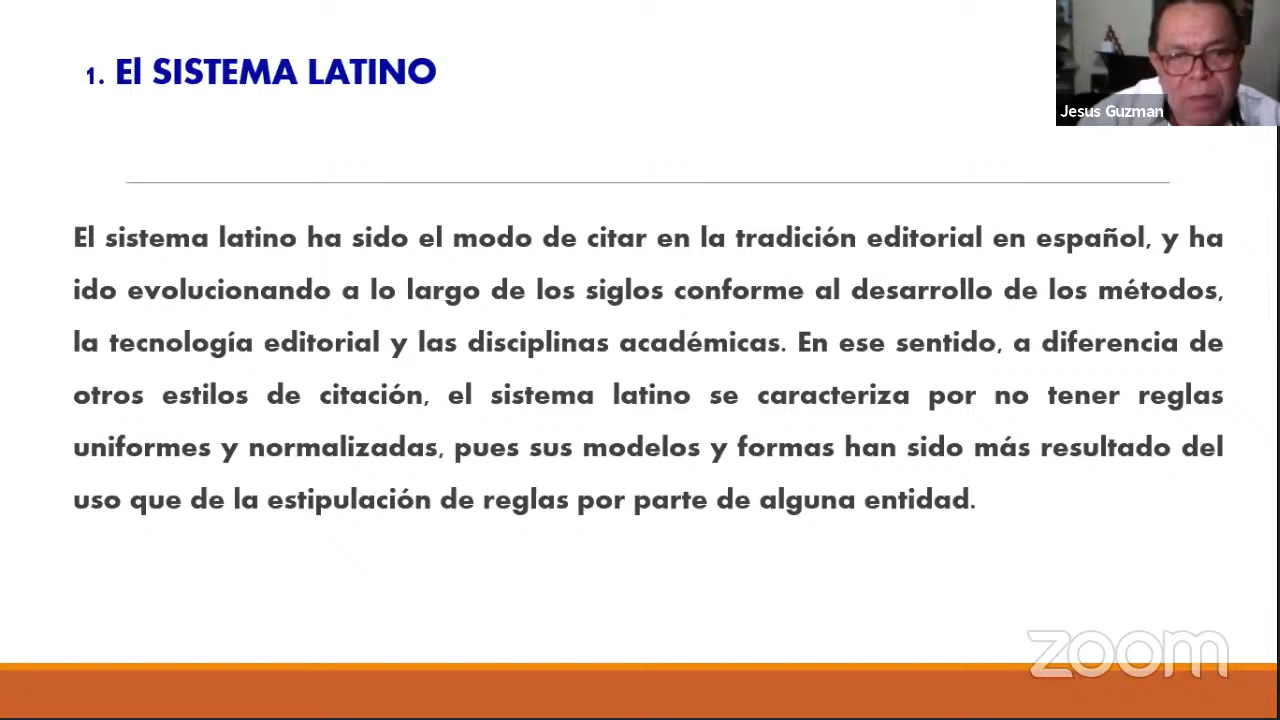 1. El SISTEMA LATINO
Jesus Guzman
El sistema latino ha sido el modo de citar en la tradición editorial en español, y ha
ido evolucionando a lo largo de los siglos conforme al desarrollo de los métodos,
la tecnología editorial y las disciplinas académicas. En ese sentido, a diferencia de
otros estilos de citación, el sistema latino se caracteriza por no tener reglas
uniformes y normalizadas, pues sus modelos y formas han sido más resultado del
uso que de la estipulación de reglas por parte de alguna entidad.
zoom